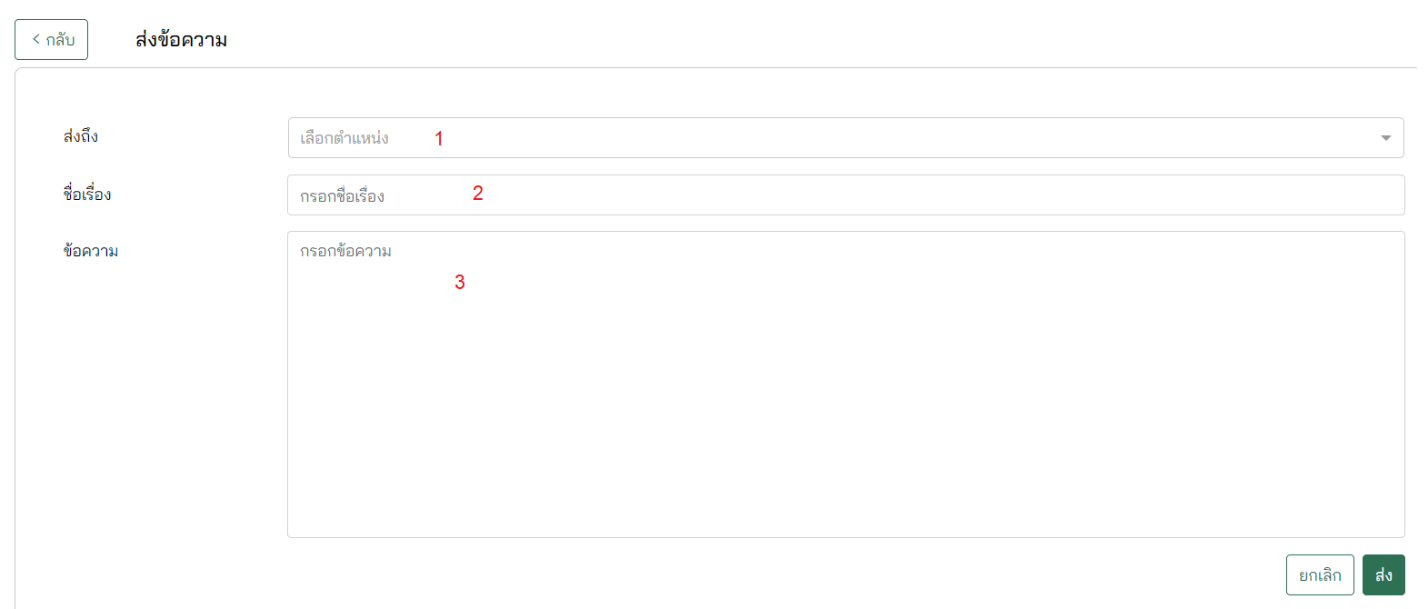 < กลับ ส่งข้อความ
ส่งถึง เลือกตำแหน่ง 1
ชื่อเรื่อง กรอกชื่อเรื่อง 2
ข้อความ กรอกข้อความ
3
ยกเลิก ส่ง